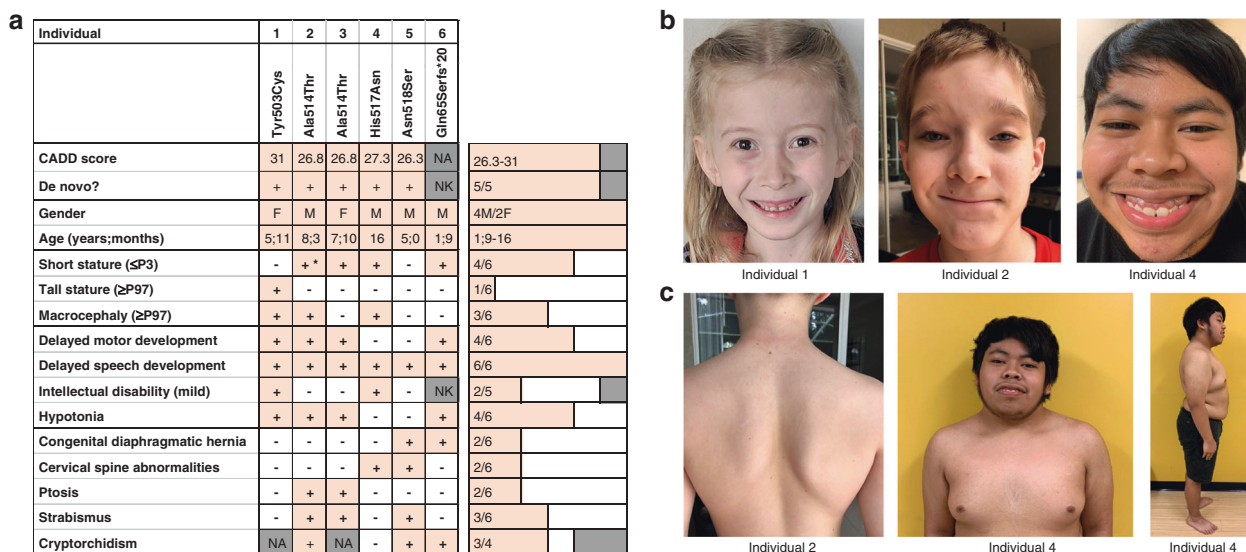 a
Individual 1 2 3 4 5 6
Tyr503Cys Ala514Thr Ala514Thr His517Asn Asn518Ser Gln65Serfs*20
CADD score 31 26.8 26.8 27.3 26.3 NA 26.3-31
De novo? + + + + + NK 5/5
Gender F M F M M M 4M/2F
Age (years;months) 5;11 8;3 7;10 16 5;0 1;9 1;9-16
Short stature (≤P3) - + * + + - + 4/6
Tall stature (≥P97) + - - - - - 1/6
Macrocephaly (≥P97) + + - + - - 3/6
Delayed motor development + + + - - + 4/6
Delayed speech development + + + + + + 6/6
Intellectual disability (mild) + - - + - NK 2/5
Hypotonia + + + - - + 4/6
Congenital diaphragmatic hernia - - - - + + 2/6
Cervical spine abnormalities - - - + + - 2/6
Ptosis - + + - - - 2/6
Strabismus - + + - + - 3/6
Cryptorchidism NA + NA - + + 3/4
b
Individual 1 Individual 2 Individual 4
c
Individual 2 Individual 4 Individual 4